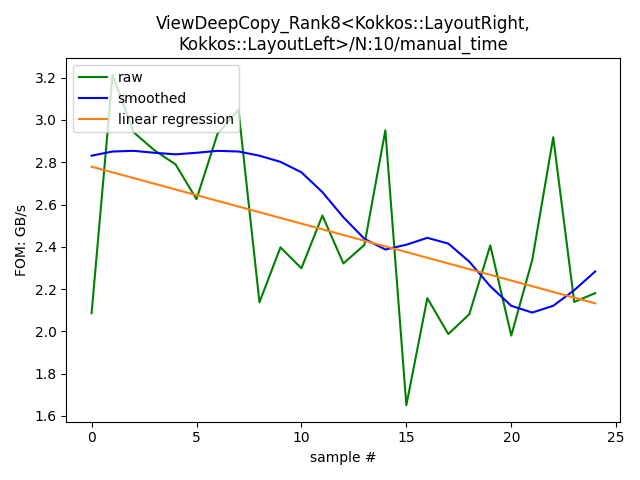 ViewDeepCopy_Rank8<Kokkos::LayoutRight,
Kokkos::LayoutLeft>/N:10/manual_time
raw
smoothed
linear regression
FOM: GB/s
3.2
3.0
2.8
2.6
2.4
2.2
2.0
1.8
1.6
0
5
10
15
20
25
sample #